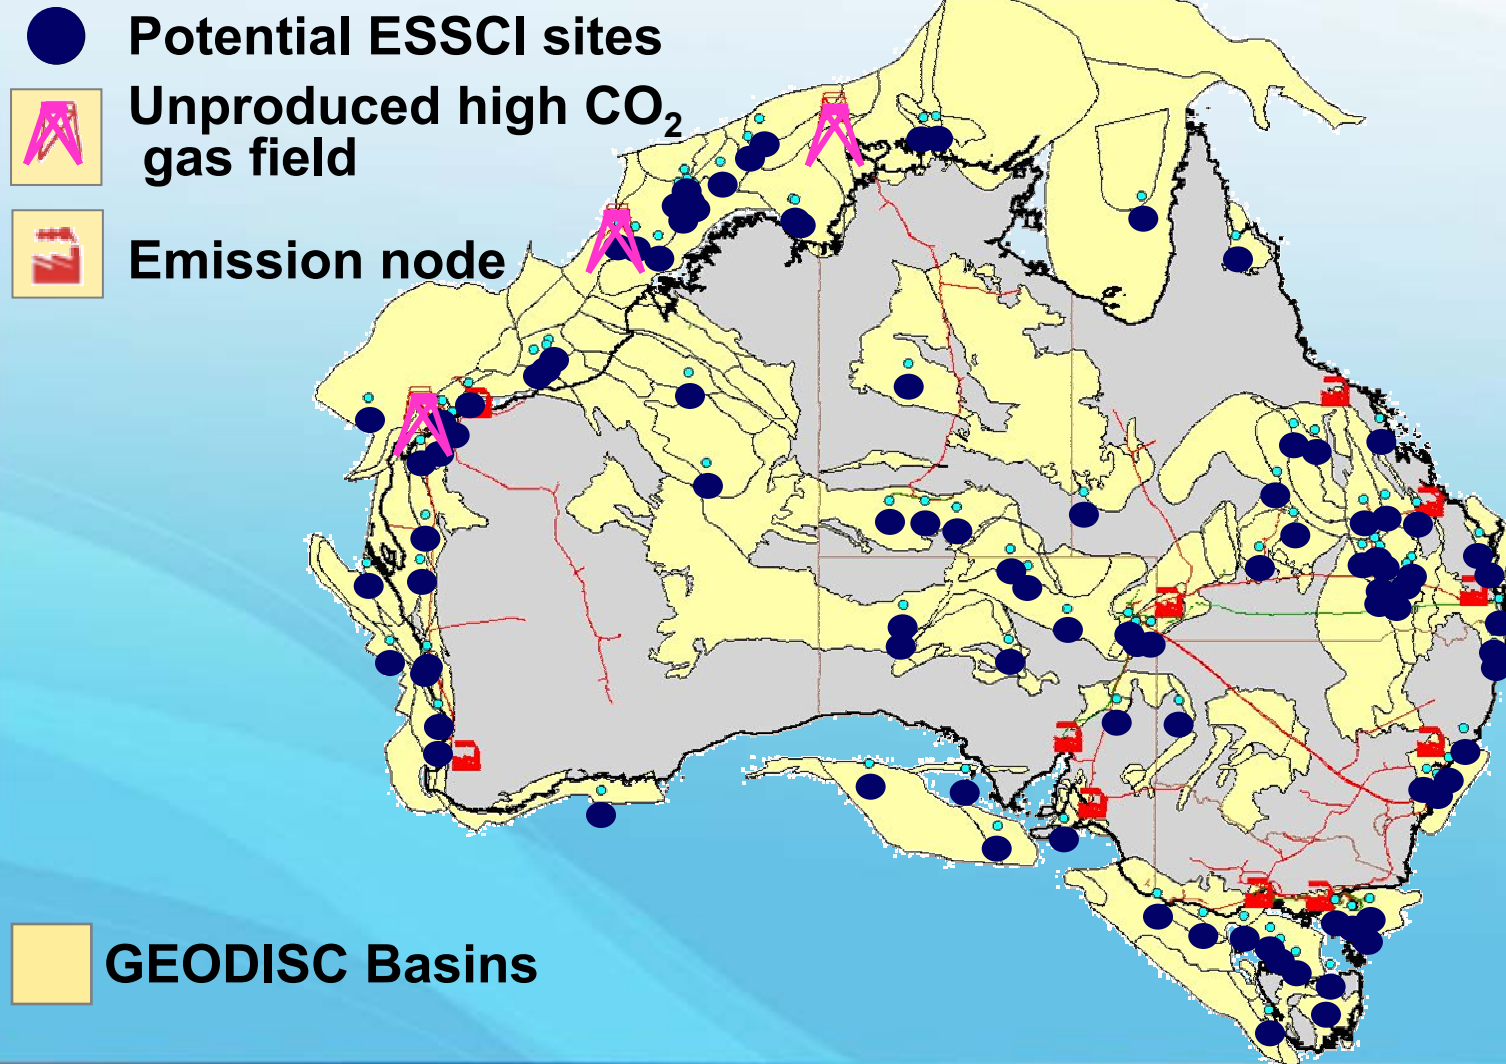 Potential ESSCI sites
Unproduced high CO₂
gas field
Emission node
GEODISC Basins